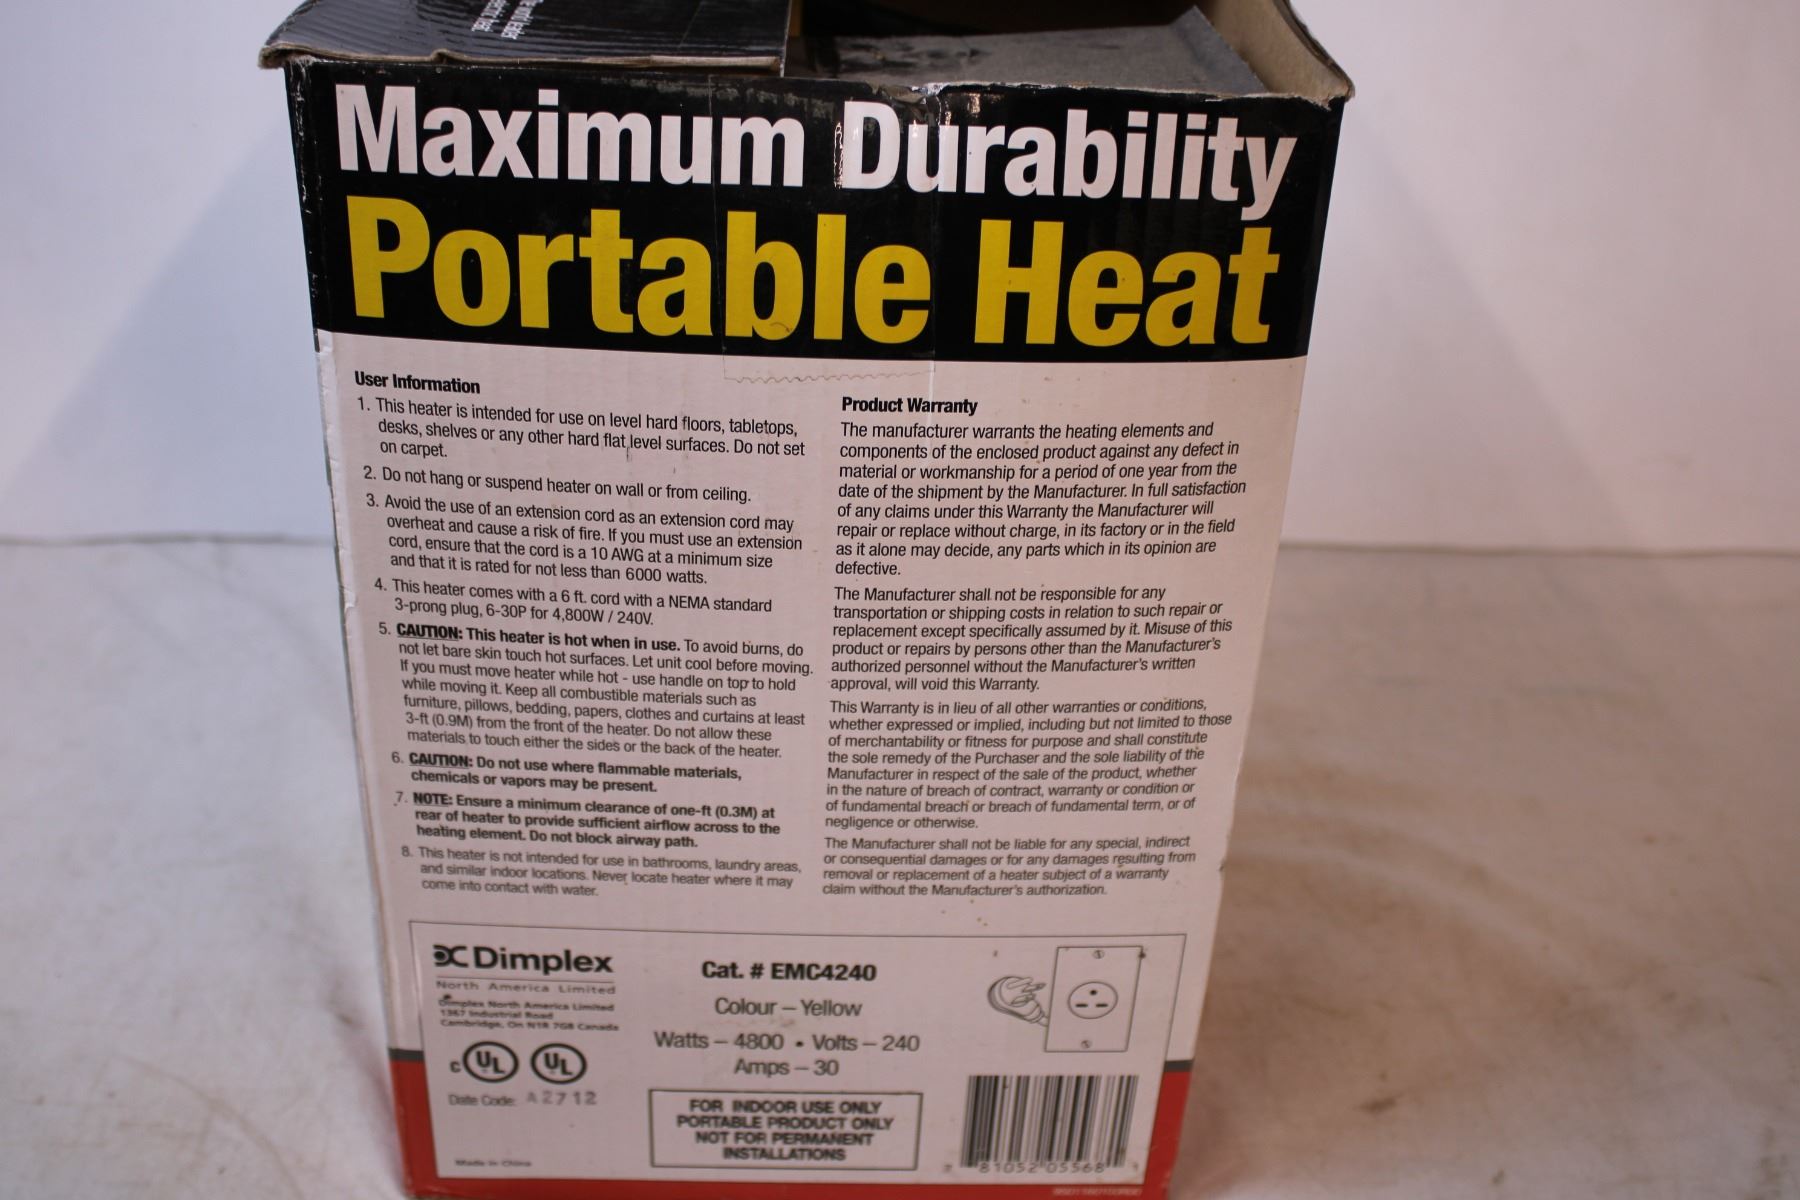 Maximum Durability
Portable Heat
User Information
1. This heater is intended for use on level hard floors, tabletops,
desks, shelves or any other hard flat level surfaces. Do not set
on carpet.
2. Do not hang or suspend heater on wall or from ceiling.
3. Avoid the use of an extension cord as an extension cord may
overheat and cause a risk of fire. If you must use an extension
cord, ensure that the cord is a 10 AWG at a minimum size
and that it is rated for not less than 6000 watts.
4. This heater comes with a 6 ft. cord with a NEMA standard
3-prong plug, 6-30P for 4,800W / 240V.
5. CAUTION: This heater is hot when in use. To avoid burns, do
not let bare skin touch hot surfaces. Let unit cool before moving.
If you must move heater while hot - use handle on top to hold
while moving it. Keep all combustible materials such as
furniture, pillows, bedding, papers, clothes and curtains at least
3-ft (0.9M) from the front of the heater. Do not allow these
materials to touch either the sides or the back of the heater.
6. CAUTION: Do not use where flammable materials,
chemicals or vapors may be present.
7. NOTE: Ensure a minimum clearance of one-ft (0.3M) at
rear of heater to provide sufficient airflow across to the
heating element. Do not block airway path.
8. This heater is not intended for use in bathrooms, laundry areas,
and similar indoor locations. Never locate heater where it may
come into contact with water.
Product Warranty
The manufacturer warrants the heating elements and
components of the enclosed product against any defect in
material or workmanship for a period of one year from the
date of the shipment by the Manufacturer. In full satisfaction
of any claims under this Warranty the Manufacturer will
repair or replace without charge, in its factory or in the field
as it alone may decide, any parts which in its opinion are
defective.
The Manufacturer shall not be responsible for any
transportation or shipping costs in relation to such repair or
replacement except specifically assumed by it. Misuse of this
product or repairs by persons other than the Manufacturer's
authorized personnel without the Manufacturer's written
approval, will void this Warranty.
This Warranty is in lieu of all other warranties or conditions,
whether expressed or implied, including but not limited to those
of merchantability or fitness for purpose and shall constitute
the sole remedy of the Purchaser and the sole liability of the
Manufacturer in respect of the sale of the product, whether
in the nature of breach of contract, warranty or condition or
of fundamental breach or breach of fundamental term, or of
negligence or otherwise.
The Manufacturer shall not be liable for any special, indirect
or consequential damages or for any damages resulting from
removal or replacement of a heater subject of a warranty
claim without the Manufacturer's authorization.
Dimplex
North America Limited
Dimplex North America Limited
1367 Industrial Road
Cambridge, On N1R 7G8 Canada
c UL UL
Date Code: A2712
Made in China
Cat. # EMC4240
Colour – Yellow
Watts – 4800 • Volts – 240
Amps – 30
FOR INDOOR USE ONLY
PORTABLE PRODUCT ONLY
NOT FOR PERMANENT
INSTALLATIONS
81052 05568